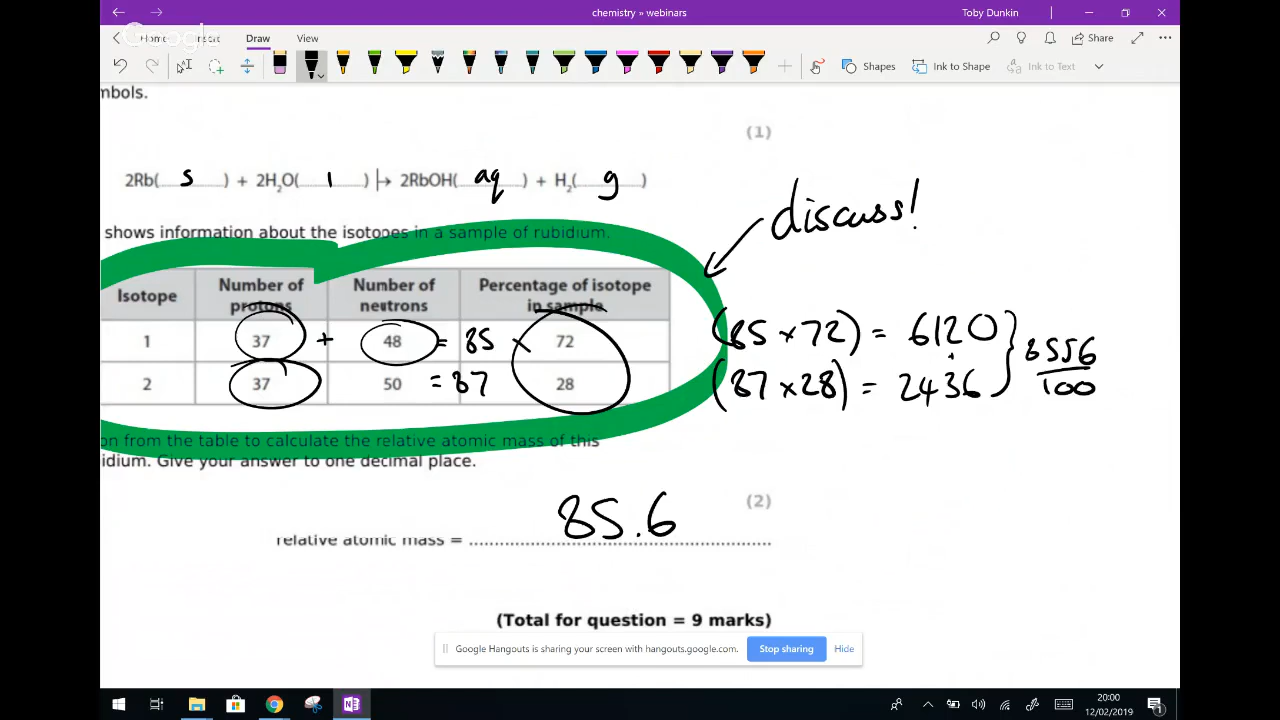 chemistry » webinars
Toby Dunkin
Google
Home Insert Draw View
Share
Shapes Ink to Shape Ink to Text
mbols.
(1)
2Rb( s ) + 2H₂O( l ) → 2RbOH( aq ) + H₂( g )
discuss!
shows information about the isotopes in a sample of rubidium.
Isotope Number of protons Number of neutrons Percentage of isotope in sample
1 37 + 48 = 85 × 72 (85 × 72) = 6120
2 37 50 = 87 28 (87 × 28) = 2436
8556
100
on from the table to calculate the relative atomic mass of this
idium. Give your answer to one decimal place.
(2)
relative atomic mass = 85.6
(Total for question = 9 marks)
Google Hangouts is sharing your screen with hangouts.google.com. Stop sharing Hide
20:00
12/02/2019
1